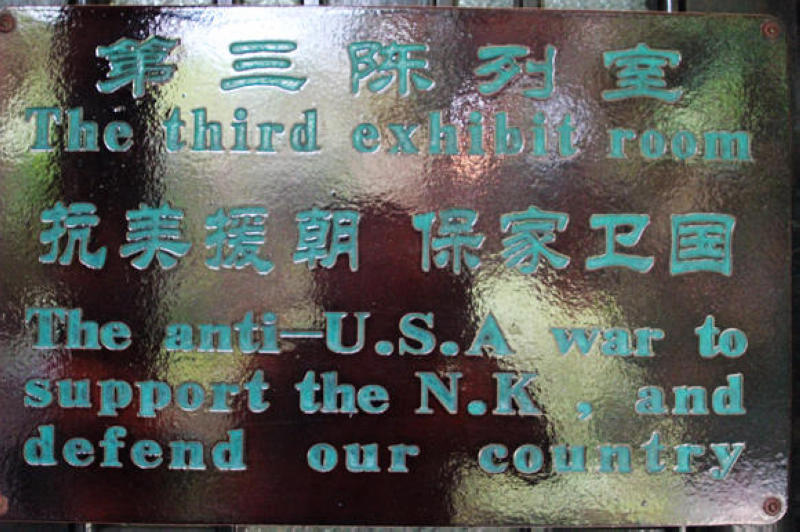 第三陈列室
The third exhibit room
抗美援朝 保家卫国
The anti-U.S.A war to
support the N.K , and
defend our country